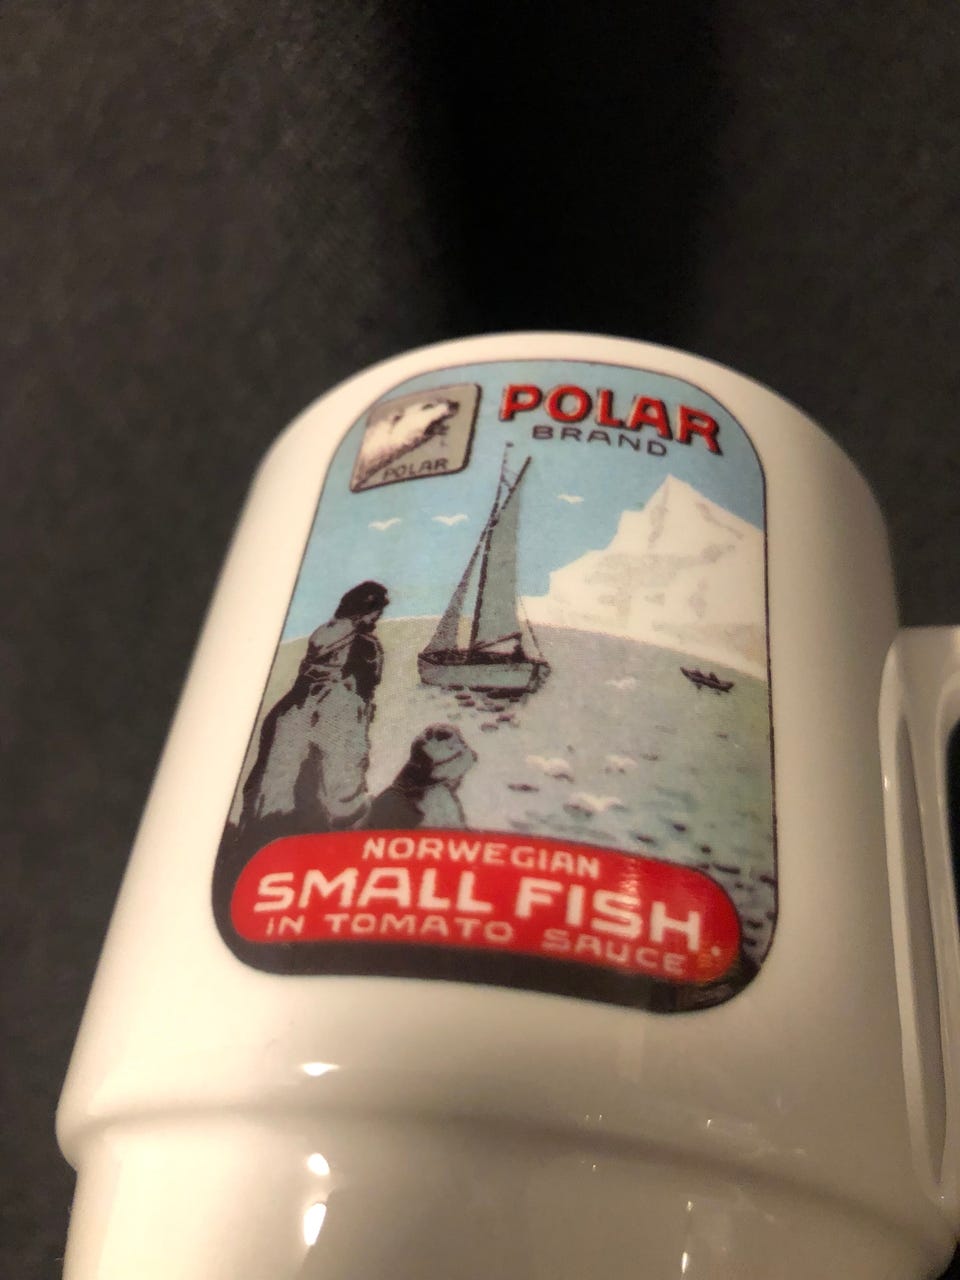 POLAR
POLAR
BRAND
NORWEGIAN
SMALL FISH
IN TOMATO SAUCE